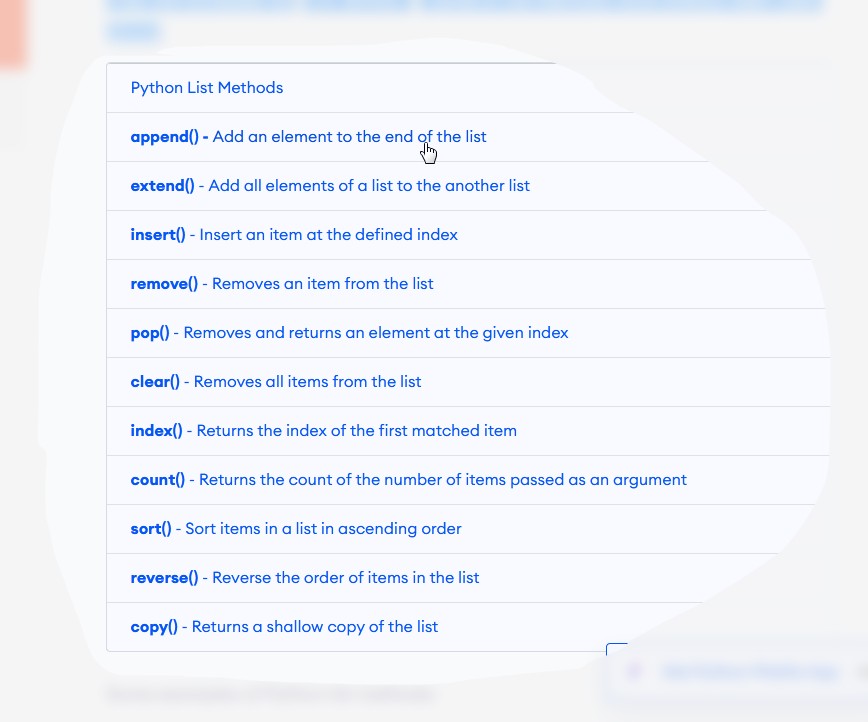 Python List Methods
append() - Add an element to the end of the list
extend() - Add all elements of a list to the another list
insert() - Insert an item at the defined index
remove() - Removes an item from the list
pop() - Removes and returns an element at the given index
clear() - Removes all items from the list
index() - Returns the index of the first matched item
count() - Returns the count of the number of items passed as an argument
sort() - Sort items in a list in ascending order
reverse() - Reverse the order of items in the list
copy() - Returns a shallow copy of the list